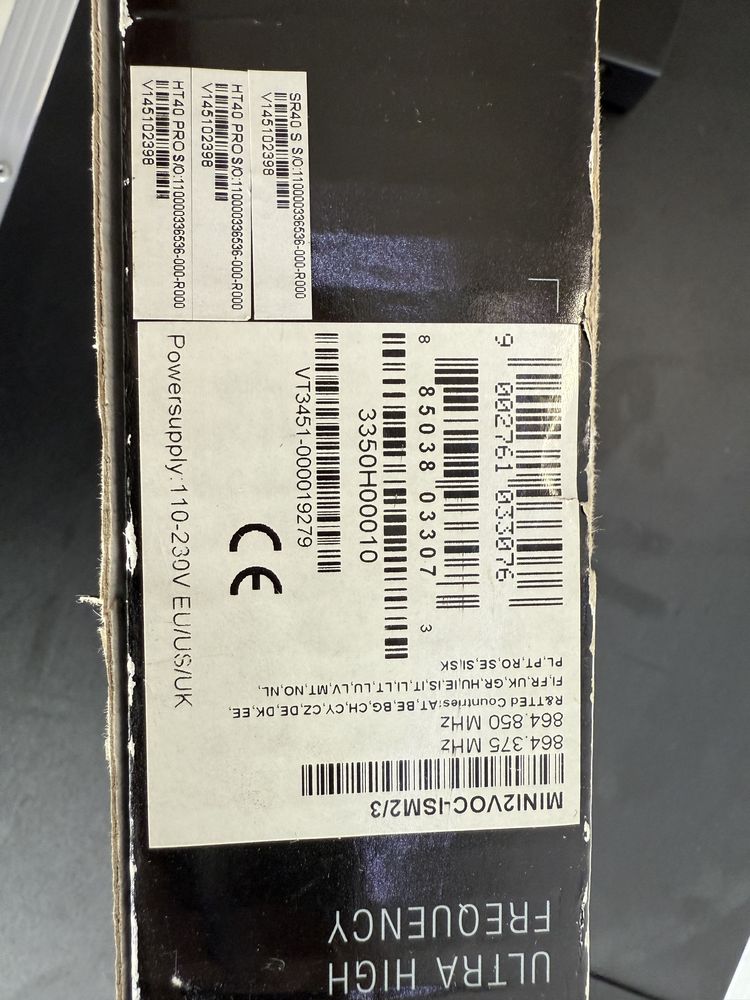 SR40 S S/O:110000336536-000-R000
V145102398
HT40 PRO S/O:110000336536-000-R000
V145102398
HT40 PRO S/O:110000336536-000-R000
V145102398
9 002761 033076
8 85038 03307 3
3350H00010
VT3451-000019279
CE
Powersupply:110-230V EU/US/UK
MINI2VOC-ISM2/3
864.375 MHz
864.850 MHz
R&TTEd Countries:AT,BE,BG,CH,CY,CZ,DE,DK,EE,
FI,FR,UK,GR,HU,IE,IS,IT,LI,LT,LU,LV,MT,NO,NL,
PL,PT,RO,SE,SI,SK
ULTRA HIGH
FREQUENCY